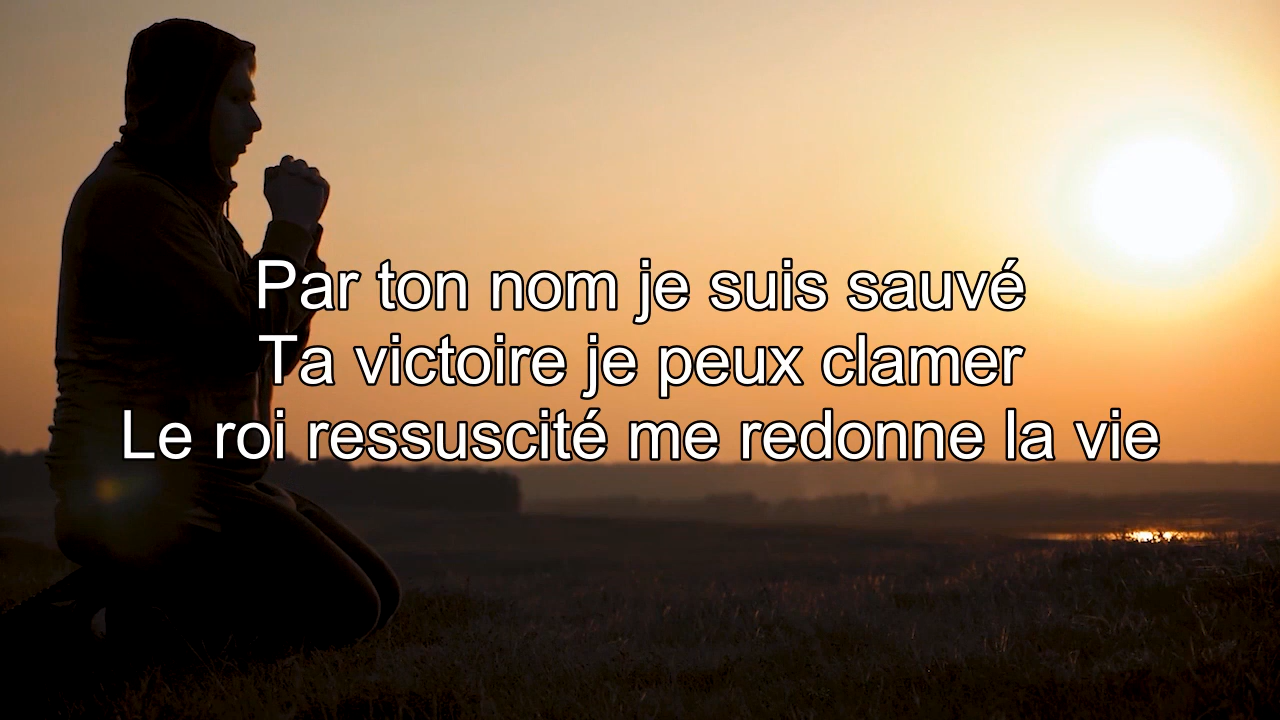 Par ton nom je suis sauvé
Ta victoire je peux clamer
Le roi ressuscité me redonne la vie